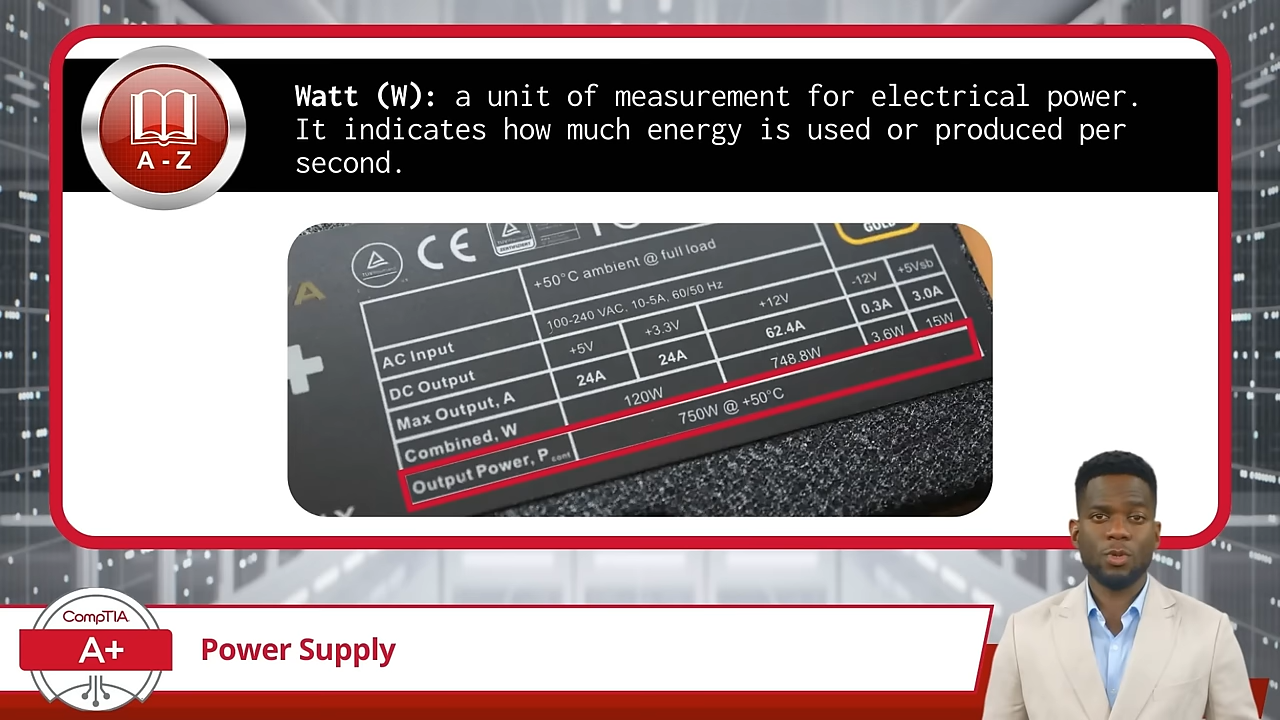 Watt (W): a unit of measurement for electrical power.
It indicates how much energy is used or produced per
second.
A - Z
CE
GOLD
+50°C ambient @ full load
AC Input
100-240 VAC, 10-5A, 60/50 Hz
DC Output
+5V
+3.3V
+12V
-12V
+5Vsb
Max Output, A
24A
24A
62.4A
0.3A
3.0A
Combined, W
120W
748.8W
3.6W
15W
Output Power, P cont
750W @ +50°C
CompTIA
A+
Power Supply